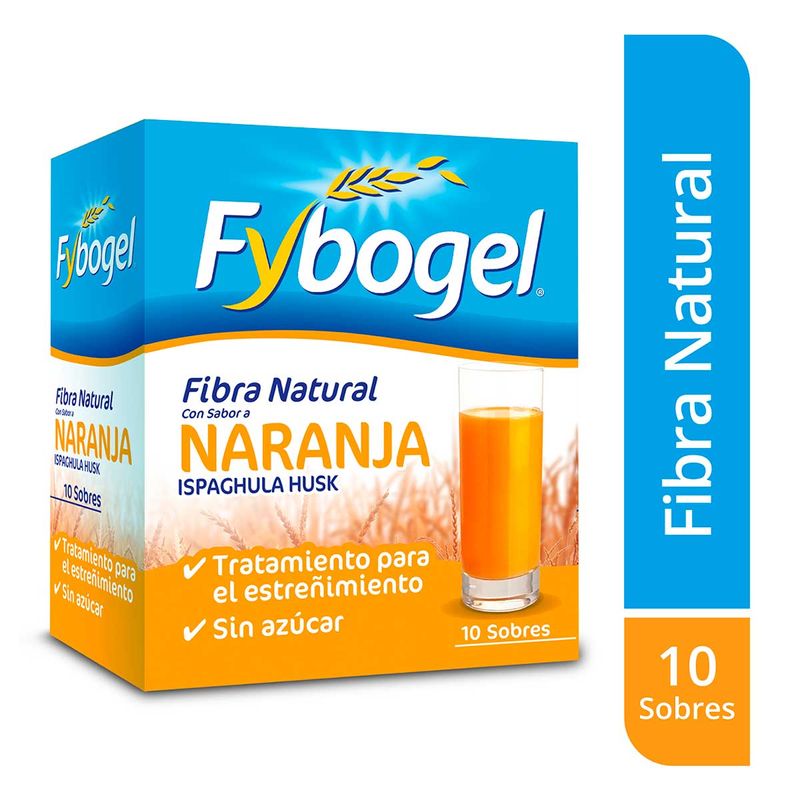 Fybogel®
Fibra Natural
Con Sabor a
NARANJA
ISPAGHULA HUSK
✓ Tratamiento para
el estreñimiento
✓ Sin azúcar
10 Sobres
Fybogel
Fibra Natural
Con Sabor a
NARANJA
ISPAGHULA HUSK
10 Sobres
✓ Tratamiento para
el estreñimiento
✓ Sin azúcar
Fibra Natural
10
Sobres